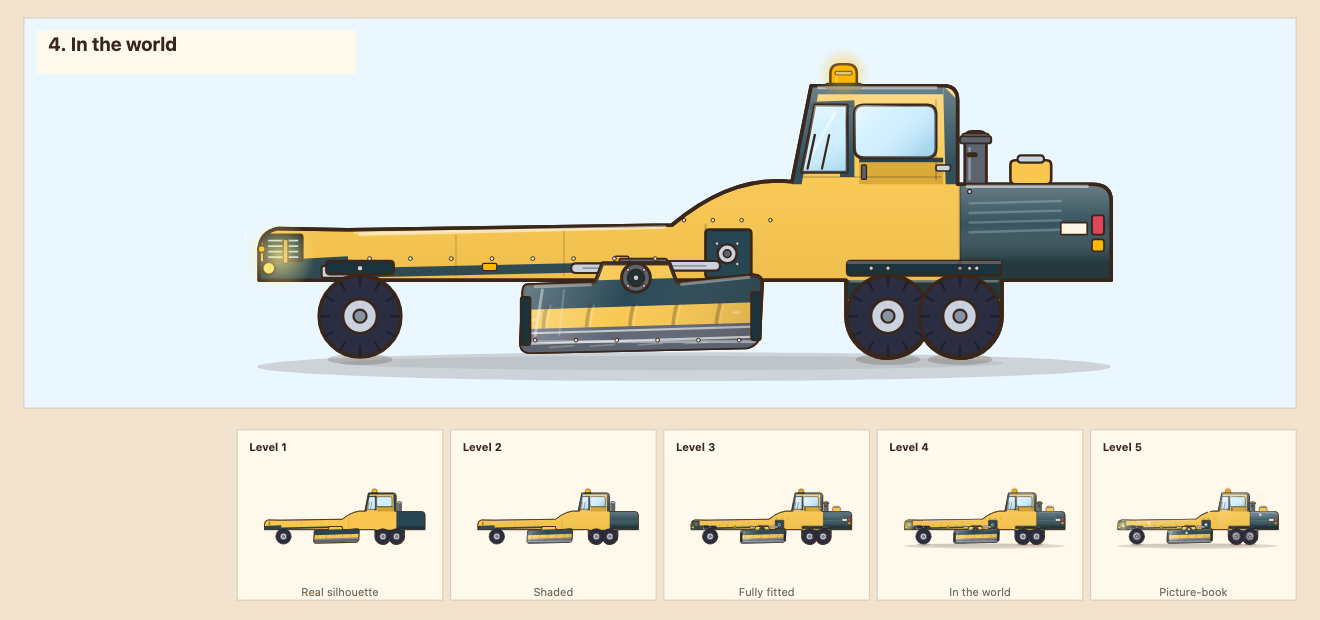 4. In the world
Level 1
Level 2
Level 3
Level 4
Level 5
Real silhouette
Shaded
Fully fitted
In the world
Picture-book